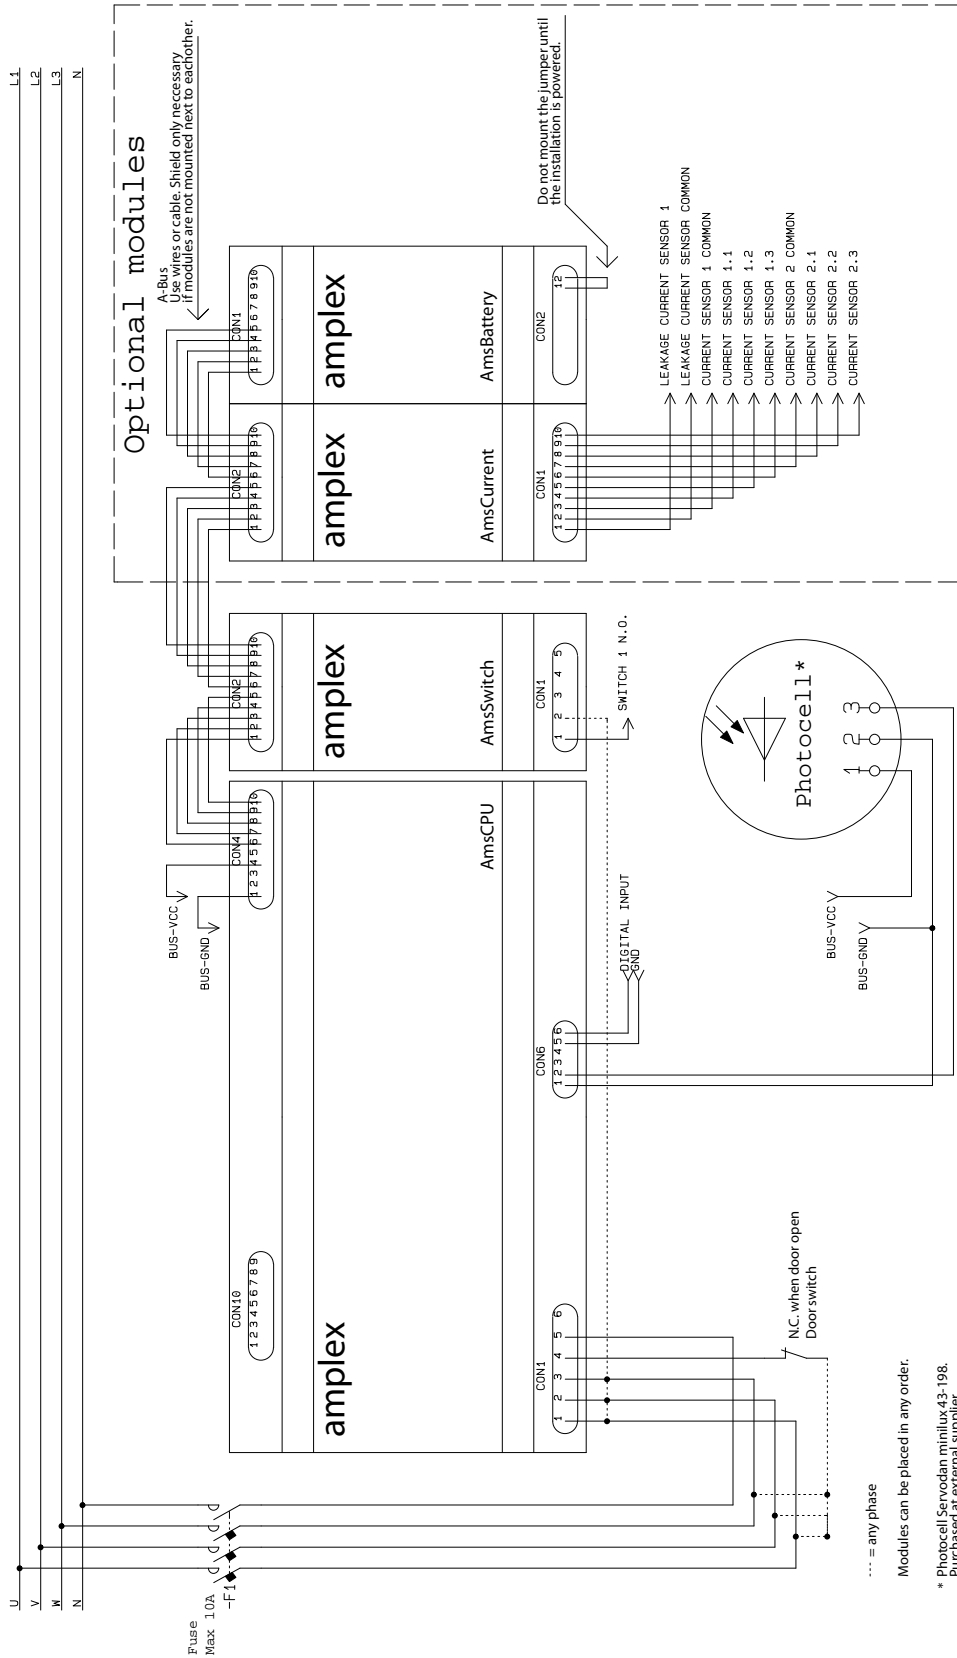 U
V
W
N
L1
L2
L3
N
Fuse
Max 10A
-F1
Optional modules
A-Bus
Use wires or cable. Shield only neccessary
if modules are not mounted next to eachother.
BUS-VCC
BUS-GND
CON10
1 2 3 4 5 6 7 8 9
CON4
1 2 3 4 5 6 7 8 9 10
CON2
1 2 3 4 5 6 7 8 9 10
CON2
1 2 3 4 5 6 7 8 9 10
CON1
1 2 3 4 5 6 7 8 9 10
amplex
amplex
amplex
amplex
AmsCPU
AmsSwitch
AmsCurrent
AmsBattery
CON1
1 2 3 4 5 6
CON6
1 2 3 4 5 6
CON1
1 2 3 4 5
CON1
1 2 3 4 5 6 7 8 9 10
CON2
12
Do not mount the jumper until
the installation is powered.
DIGITAL INPUT
GND
SWITCH 1 N.O.
LEAKAGE CURRENT SENSOR 1
LEAKAGE CURRENT SENSOR COMMON
CURRENT SENSOR 1 COMMON
CURRENT SENSOR 1.1
CURRENT SENSOR 1.2
CURRENT SENSOR 1.3
CURRENT SENSOR 2 COMMON
CURRENT SENSOR 2.1
CURRENT SENSOR 2.2
CURRENT SENSOR 2.3
N.C. when door open
Door switch
BUS-VCC
BUS-GND
Photocell*
1 2 3
--- = any phase
Modules can be placed in any order.
* Photocell Servodan minilux 43-198.
Purchased at external supplier